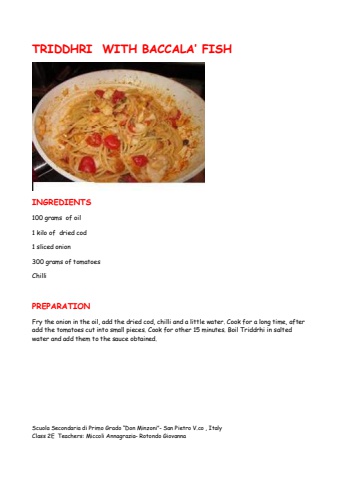 TRIDDHRI  WITH BACCALA' FISH
INGREDIENTS
100 grams  of oil
1 kilo of  dried cod
1 sliced onion
300 grams of tomatoes
Chilli
PREPARATION
Fry the onion in the oil, add the dried cod, chilli and a little water. Cook for a long time, after
add the tomatoes cut into small pieces. Cook for other 15 minutes. Boil Triddrhi in salted
water and add them to the sauce obtained.
Scuola Secondaria di Primo Grado "Don Minzoni"- San Pietro V.co , Italy
Class 2E  Teachers: Miccoli Annagrazia- Rotondo Giovanna